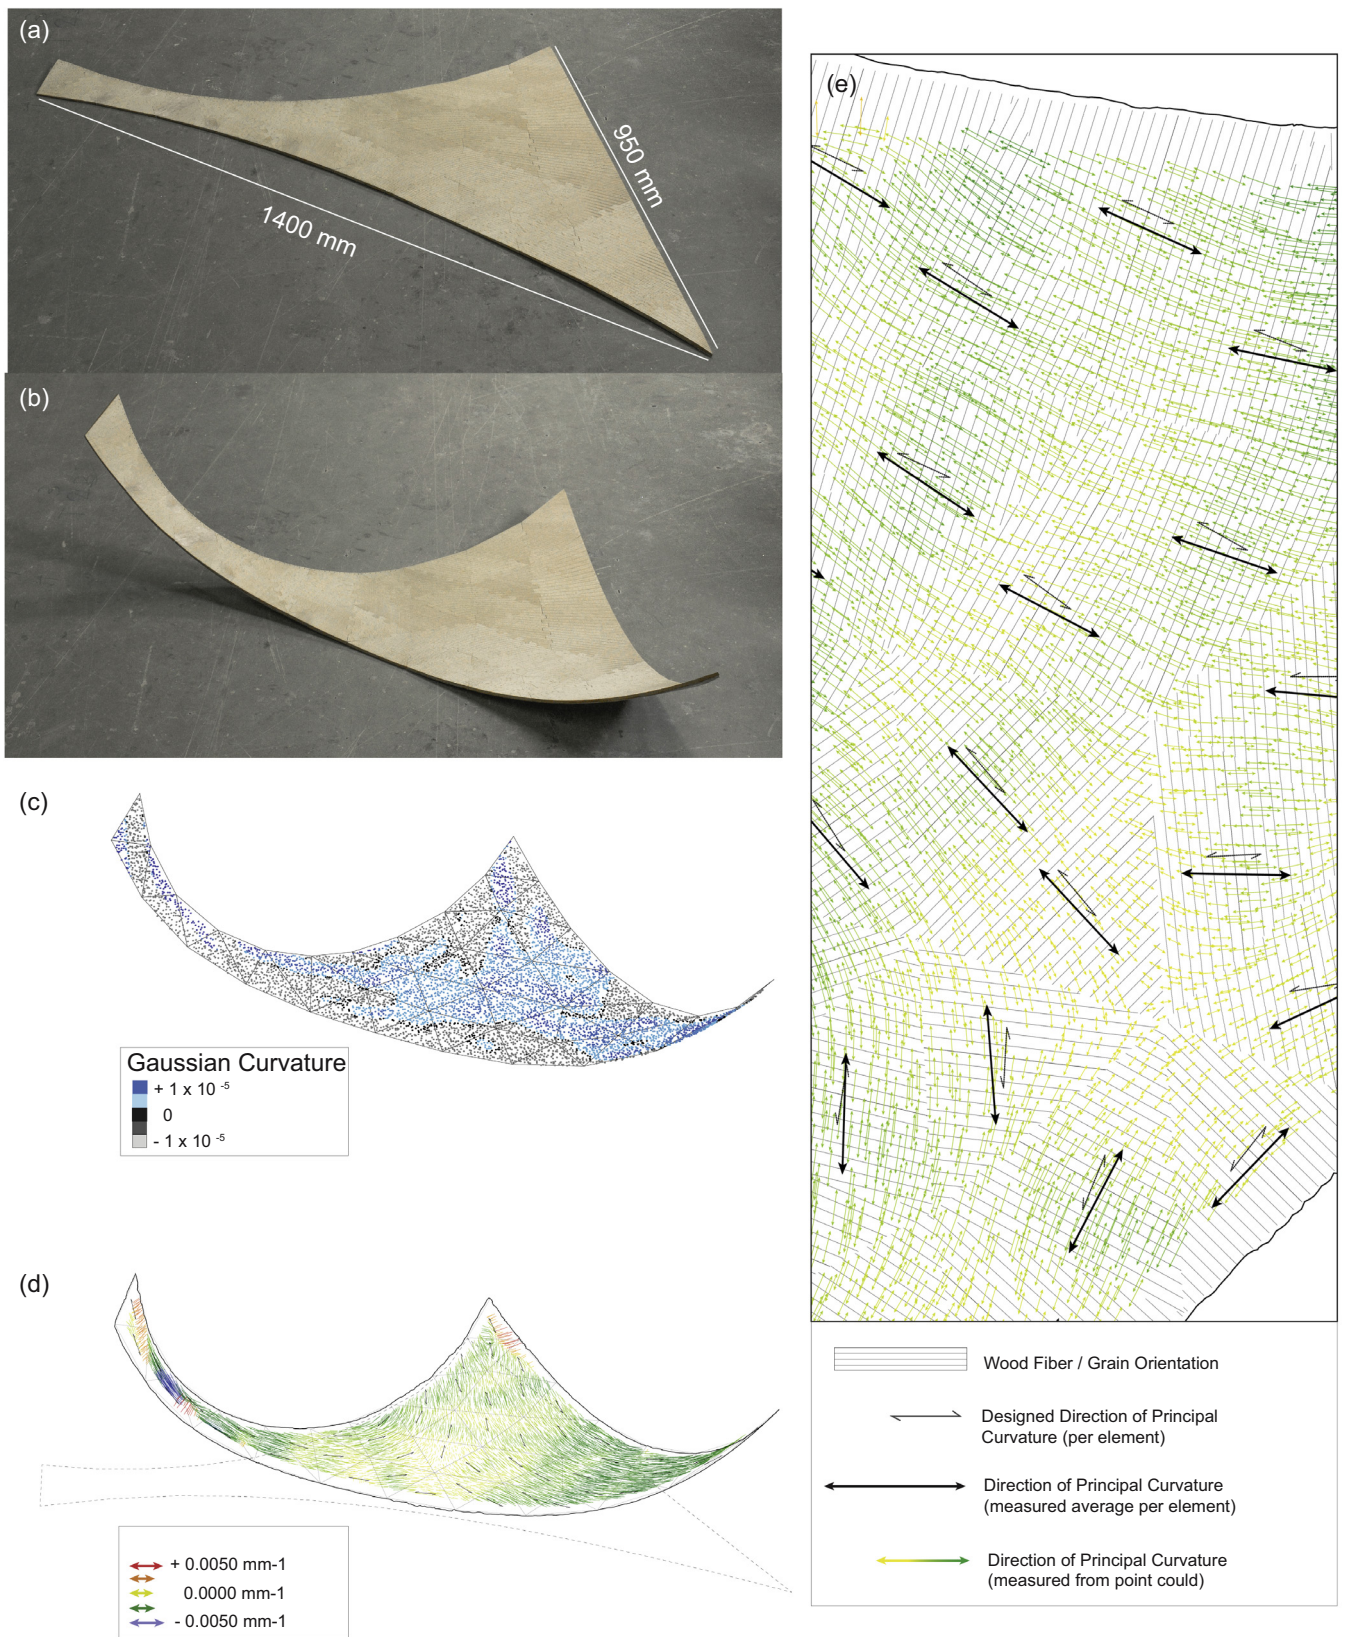 (a)
950 mm
1400 mm
(b)
(c)
Gaussian Curvature
+ 1 x 10 -5
0
- 1 x 10 -5
(d)
+ 0.0050 mm-1
0.0000 mm-1
- 0.0050 mm-1
(e)
Wood Fiber / Grain Orientation
Designed Direction of Principal
Curvature (per element)
Direction of Principal Curvature
(measured average per element)
Direction of Principal Curvature
(measured from point could)